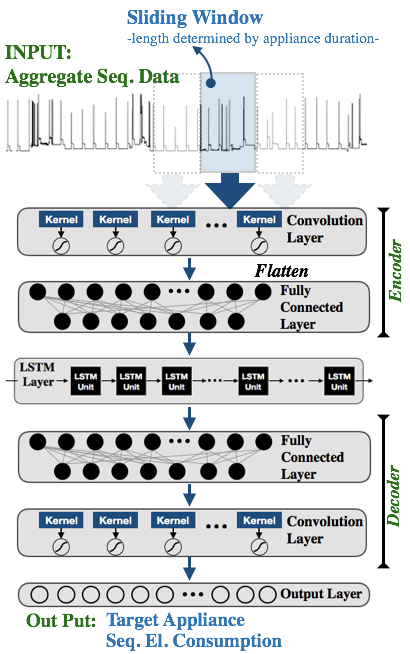 Sliding Window
-length determined by appliance duration-
INPUT:
Aggregate Seq. Data
Kernel Kernel Kernel ••• Kernel Convolution
Layer
Encoder
Flatten
••• Fully
Connected
Layer
LSTM
Layer
LSTM
Unit
LSTM
Unit
LSTM
Unit
LSTM
Unit
LSTM
Unit
••• Fully
Connected
Layer
Decoder
Kernel Kernel Kernel ••• Kernel Convolution
Layer
••• Output Layer
Out Put: Target Appliance
Seq. El. Consumption